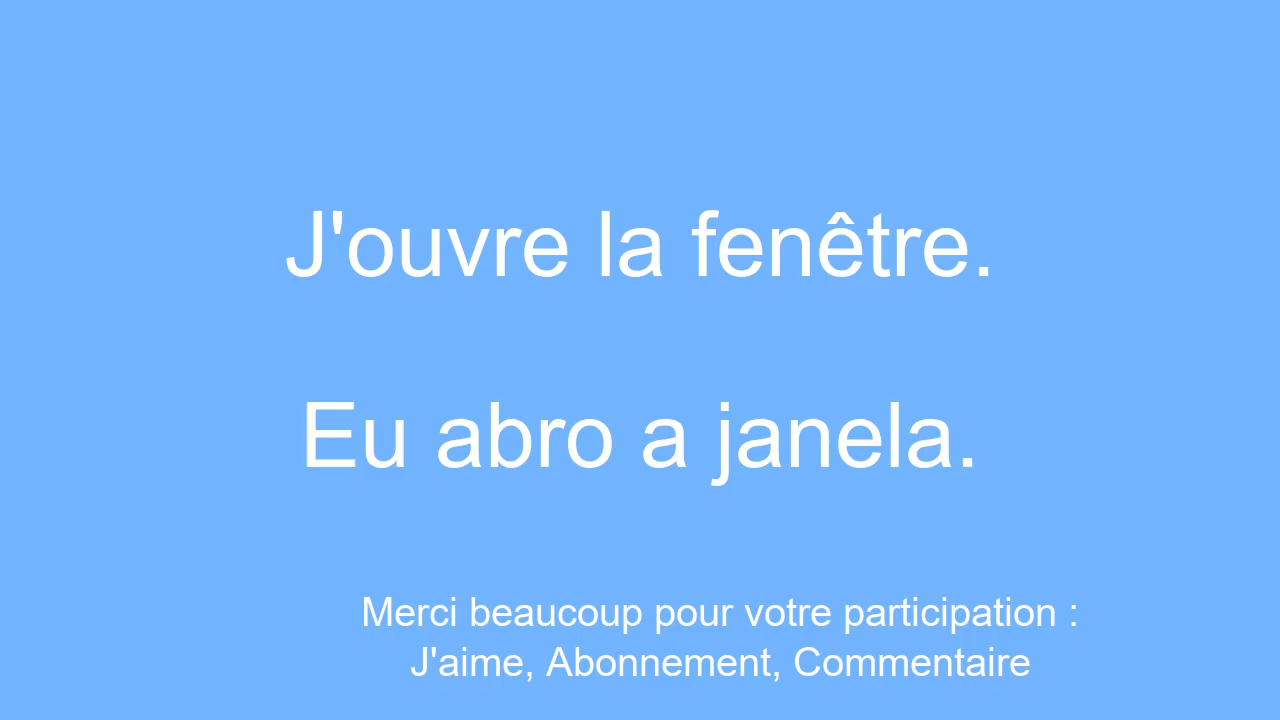 J'ouvre la fenêtre.
Eu abro a janela.
Merci beaucoup pour votre participation :
J'aime, Abonnement, Commentaire